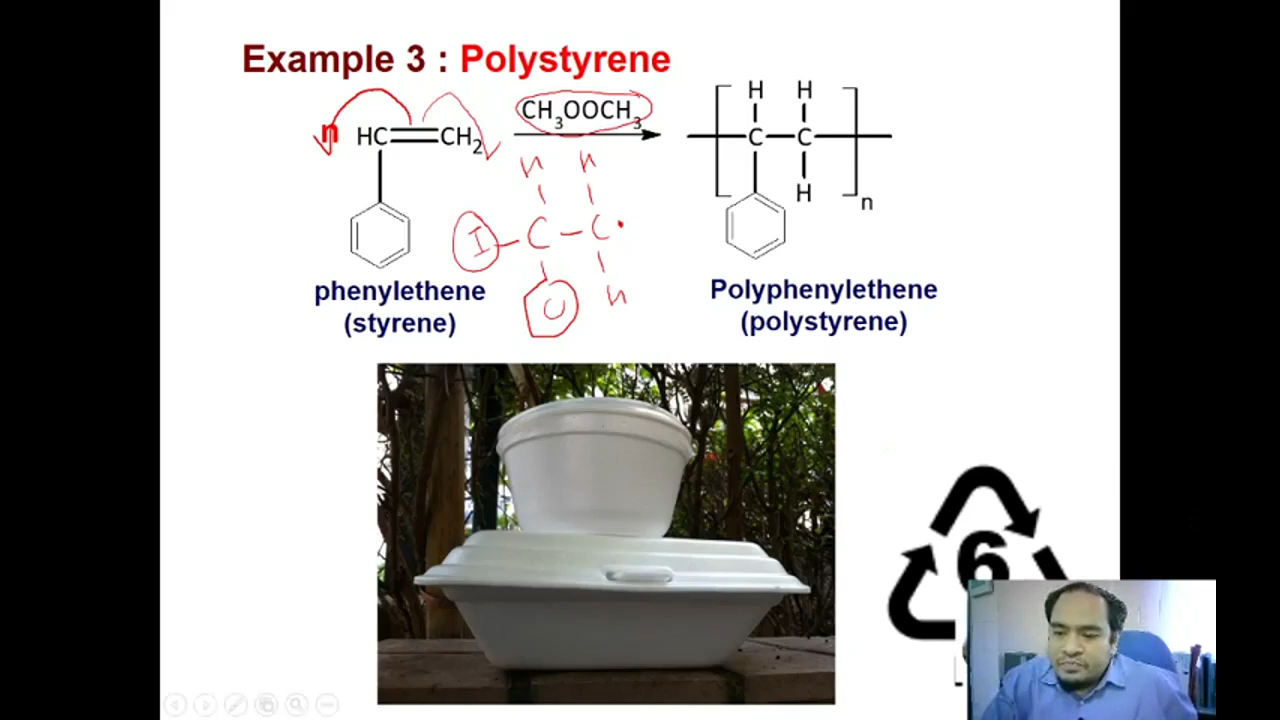 Example 3 : Polystyrene
n HC=CH2
CH3OOCH3
H H
C C
H
n
H H
I - C - C •
H
phenylethene
(styrene)
Polyphenylethene
(polystyrene)
6